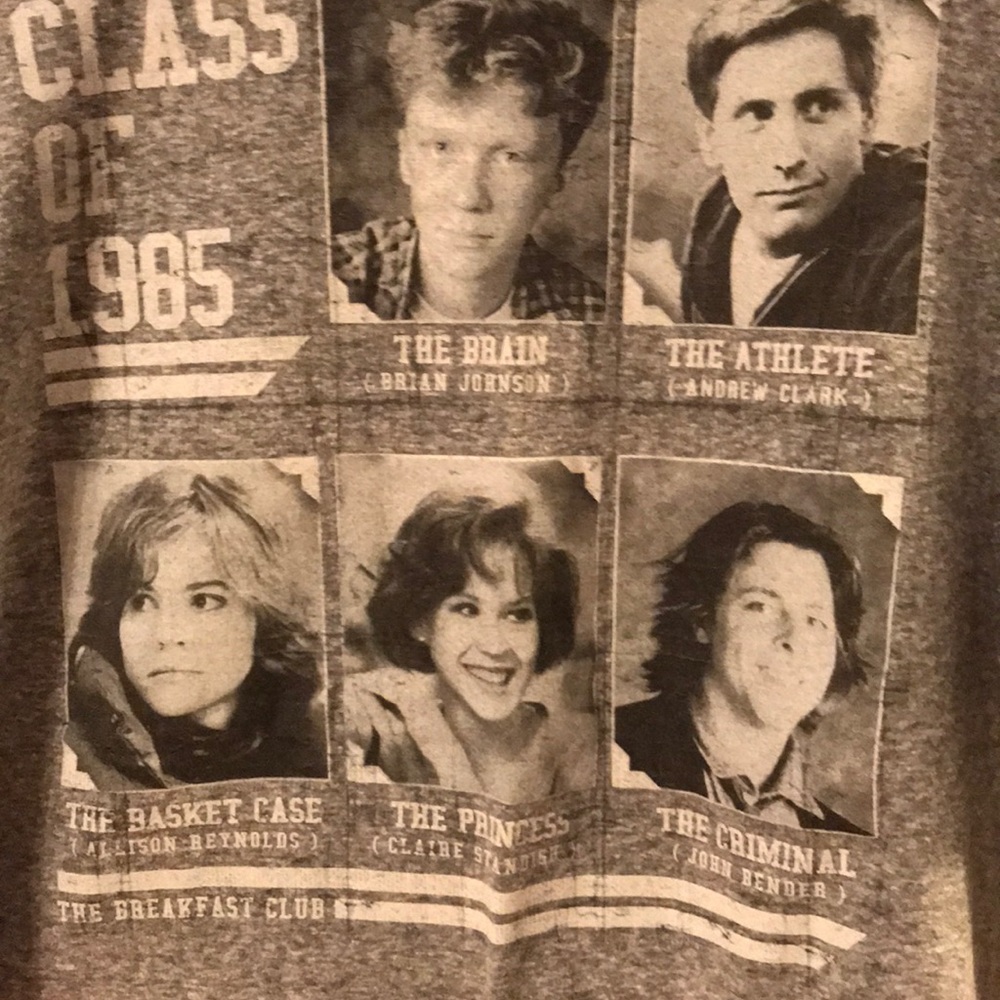 CLASS
OF
1985
THE BRAIN
( BRIAN JOHNSON )
THE ATHLETE
( ANDREW CLARK )
THE BASKET CASE
( ALLISON REYNOLDS )
THE PRINCESS
( CLAIRE STANDISH )
THE CRIMINAL
( JOHN BENDER )
THE BREAKFAST CLUB